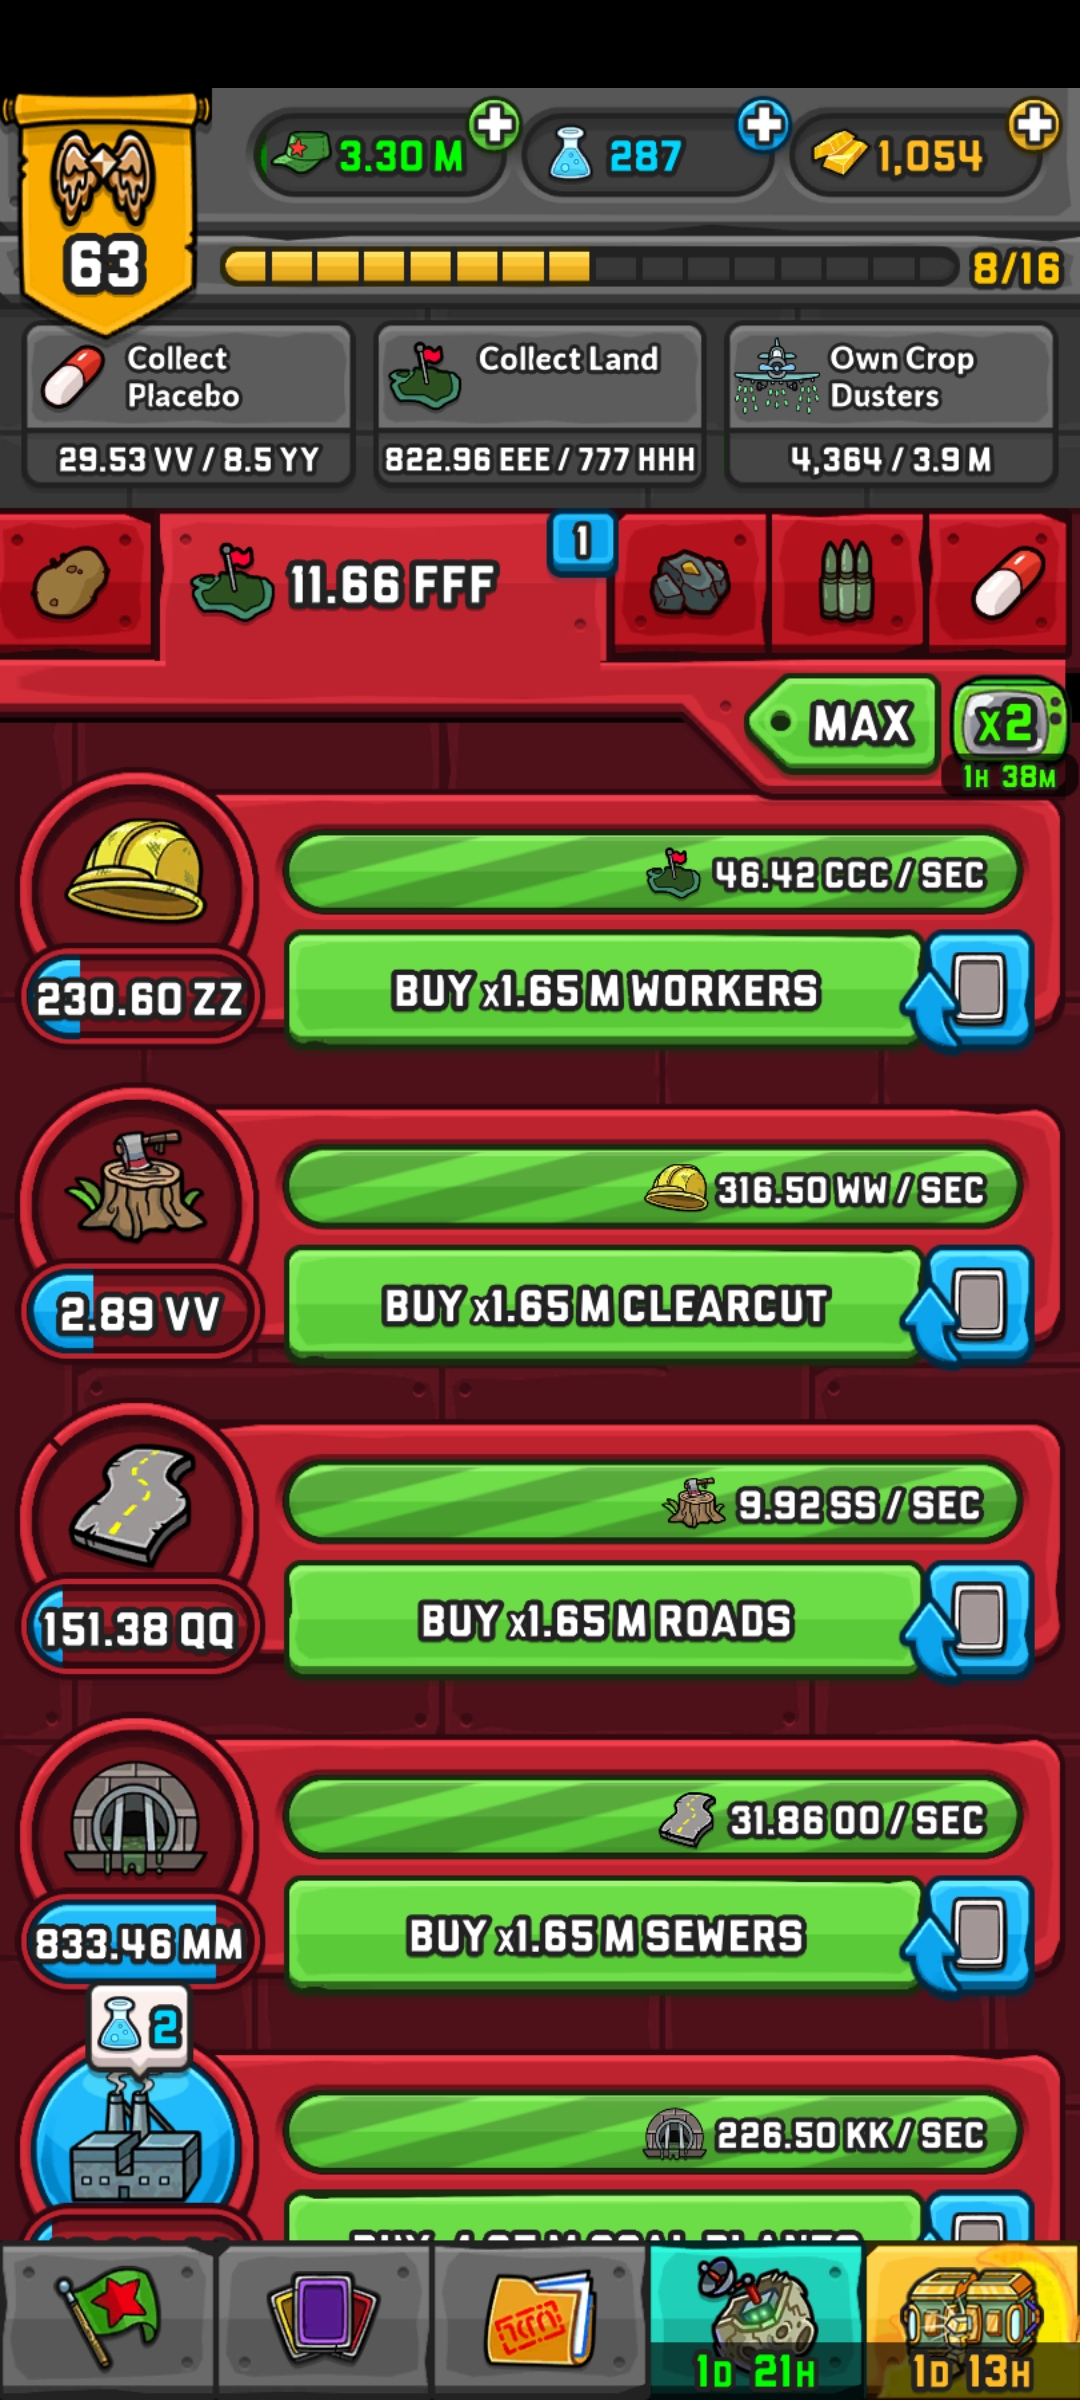 3.30 M
287
1,054
63
8/16
Collect Placebo
29.53 VV / 8.5 YY
Collect Land
822.96 EEE / 777 HHH
Own Crop Dusters
4,364 / 3.9 M
11.66 FFF
1
MAX
x2
1H 38M
46.42 CCC / SEC
230.60 ZZ
BUY x1.65 M WORKERS
316.50 WW / SEC
2.89 VV
BUY x1.65 M CLEARCUT
9.92 SS / SEC
151.38 QQ
BUY x1.65 M ROADS
31.86 OO / SEC
833.46 MM
BUY x1.65 M SEWERS
2
226.50 KK / SEC
1D 21H
1D 13H